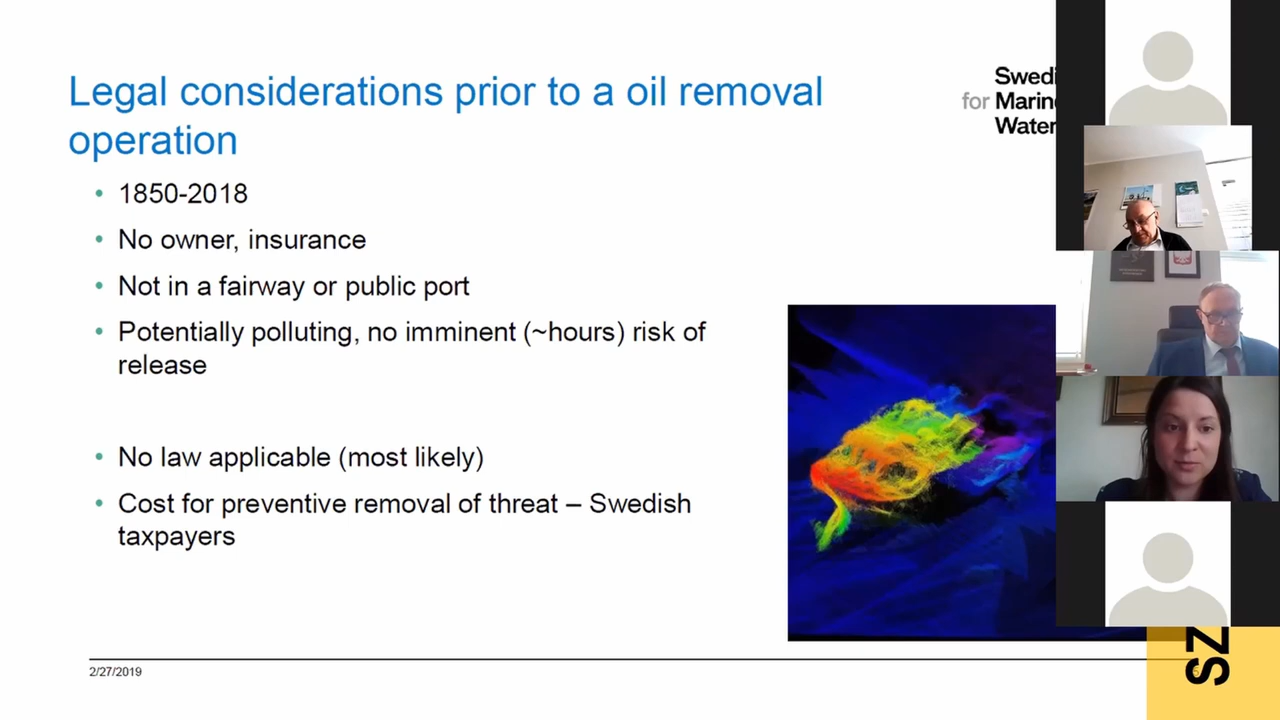 Legal considerations prior to a oil removal
operation
Swedi
for Marin
Water
• 1850-2018
• No owner, insurance
• Not in a fairway or public port
• Potentially polluting, no imminent (~hours) risk of
release
• No law applicable (most likely)
• Cost for preventive removal of threat – Swedish
taxpayers
2/27/2019
SZ